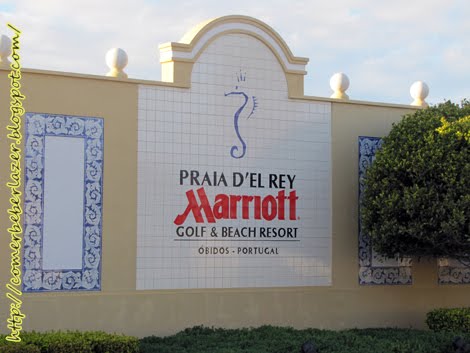 PRAIA D'EL REY
Marriott
GOLF & BEACH RESORT
ÓBIDOS - PORTUGAL
http://comerbeberlazer.blogspot.com/